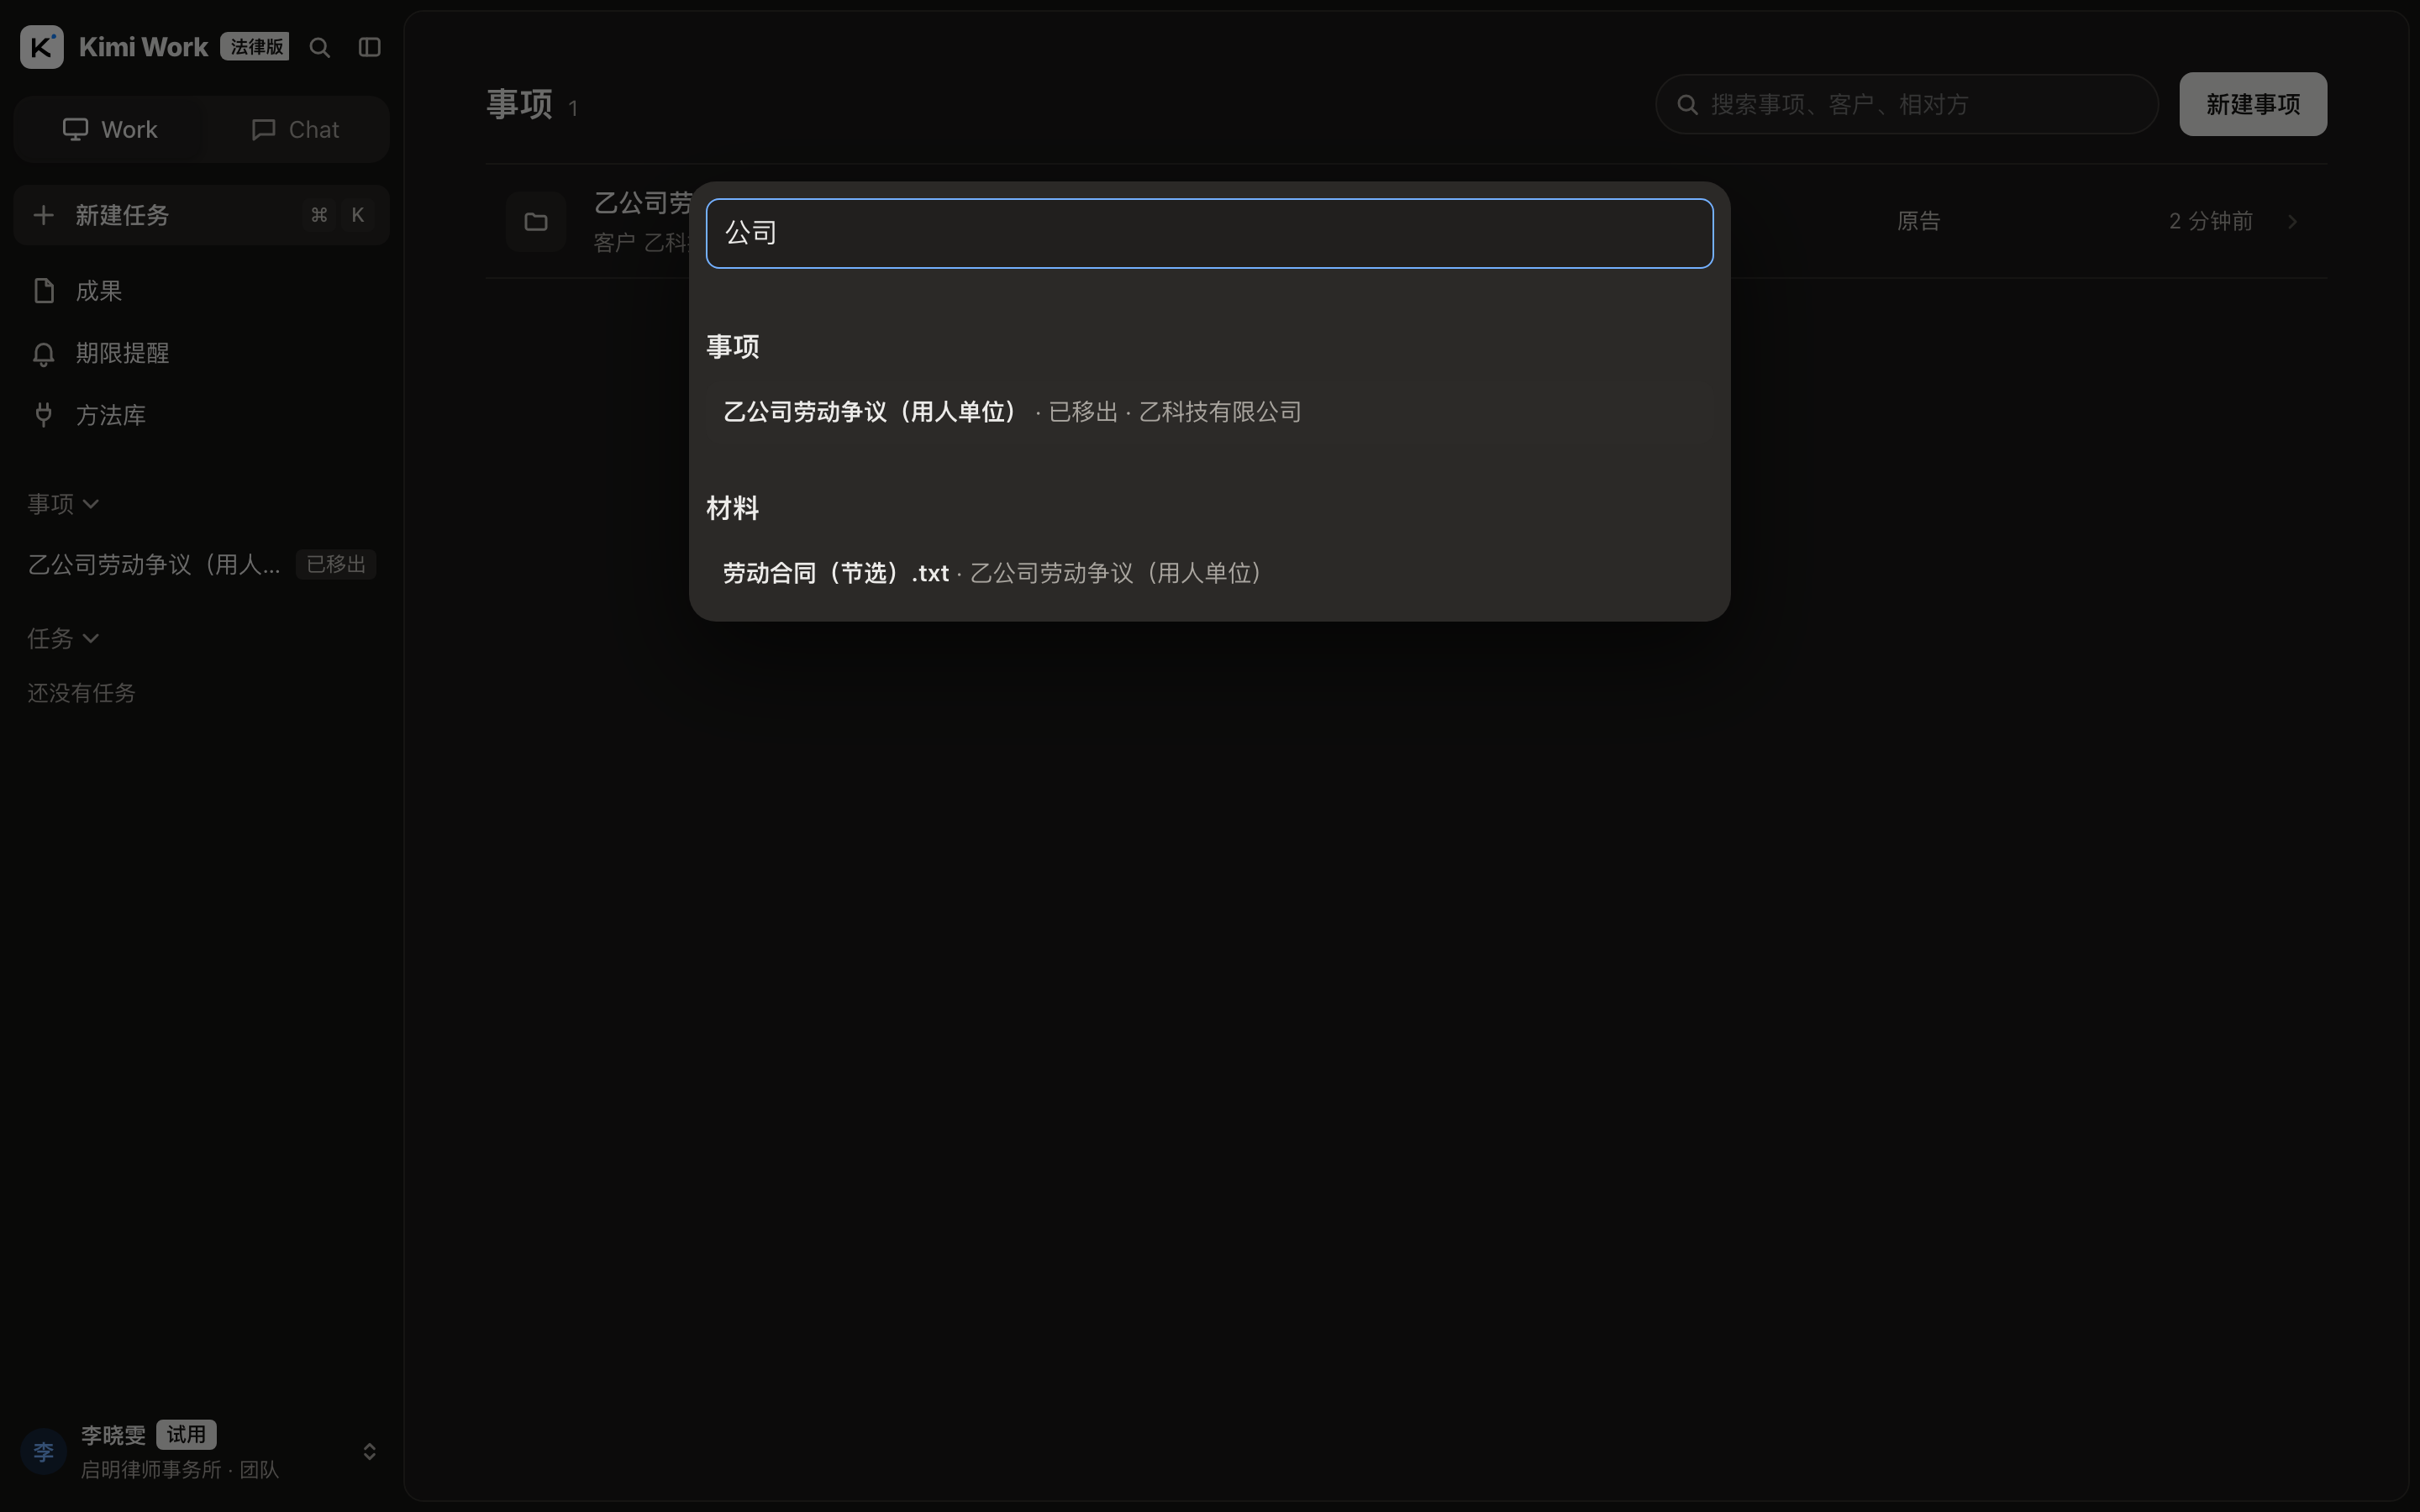 Kimi Work 法律版
Work
Chat
新建任务 ⌘ K
成果
期限提醒
方法库
事项
乙公司劳动争议（用人... 已移出
任务
还没有任务
李 李晓雯 试用
启明律师事务所 · 团队
事项 1
搜索事项、客户、相对方
新建事项
乙公司劳
客户 乙科
原告
2 分钟前
公司
事项
乙公司劳动争议（用人单位） · 已移出 · 乙科技有限公司
材料
劳动合同（节选）.txt · 乙公司劳动争议（用人单位）